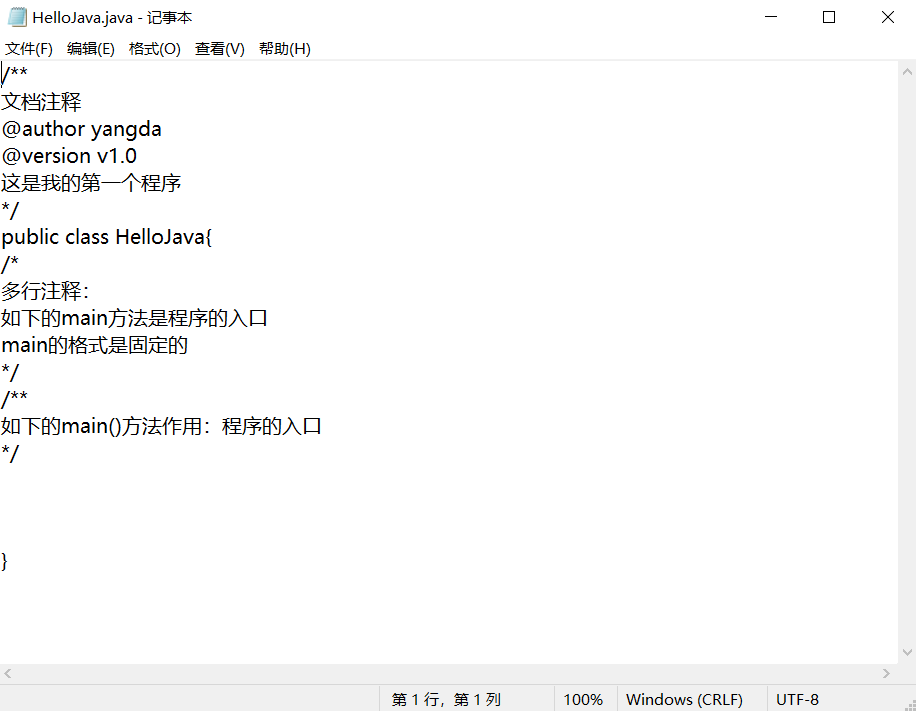 HelloJava.java - 记事本
文件(F) 编辑(E) 格式(O) 查看(V) 帮助(H)
/**
文档注释
@author yangda
@version v1.0
这是我的第一个程序
*/
public class HelloJava{
/*
多行注释：
如下的main方法是程序的入口
main的格式是固定的
*/
/**
如下的main()方法作用：程序的入口
*/
}
第 1 行，第 1 列 100% Windows (CRLF) UTF-8